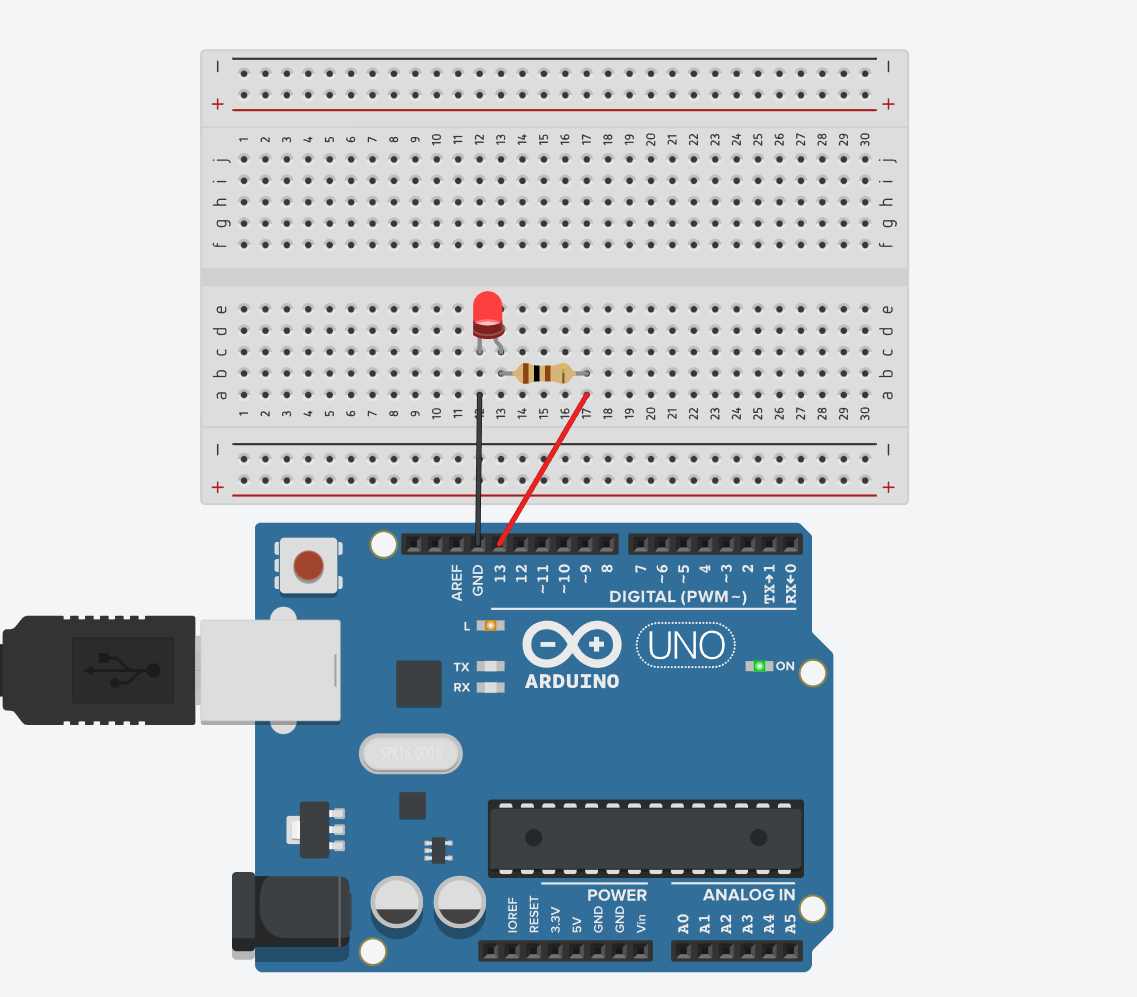 − −
+ +
1 2 3 4 5 6 7 8 9 10 11 12 13 14 15 16 17 18 19 20 21 22 23 24 25 26 27 28 29 30
j j
i i
h h
g g
f f
e e
d d
c c
b b
a a
1 2 3 4 5 6 7 8 9 10 11 12 13 14 15 16 17 18 19 20 21 22 23 24 25 26 27 28 29 30
− −
+ +
AREF GND 13 12 ~11 ~10 ~9 8 7 ~6 ~5 4 ~3 2 TX→1 RX←0
DIGITAL (PWM~)
L
UNO
TX
ON
RX
ARDUINO
SPK16.000G
POWER ANALOG IN
IOREF RESET 3.3V 5V GND GND Vin A0 A1 A2 A3 A4 A5